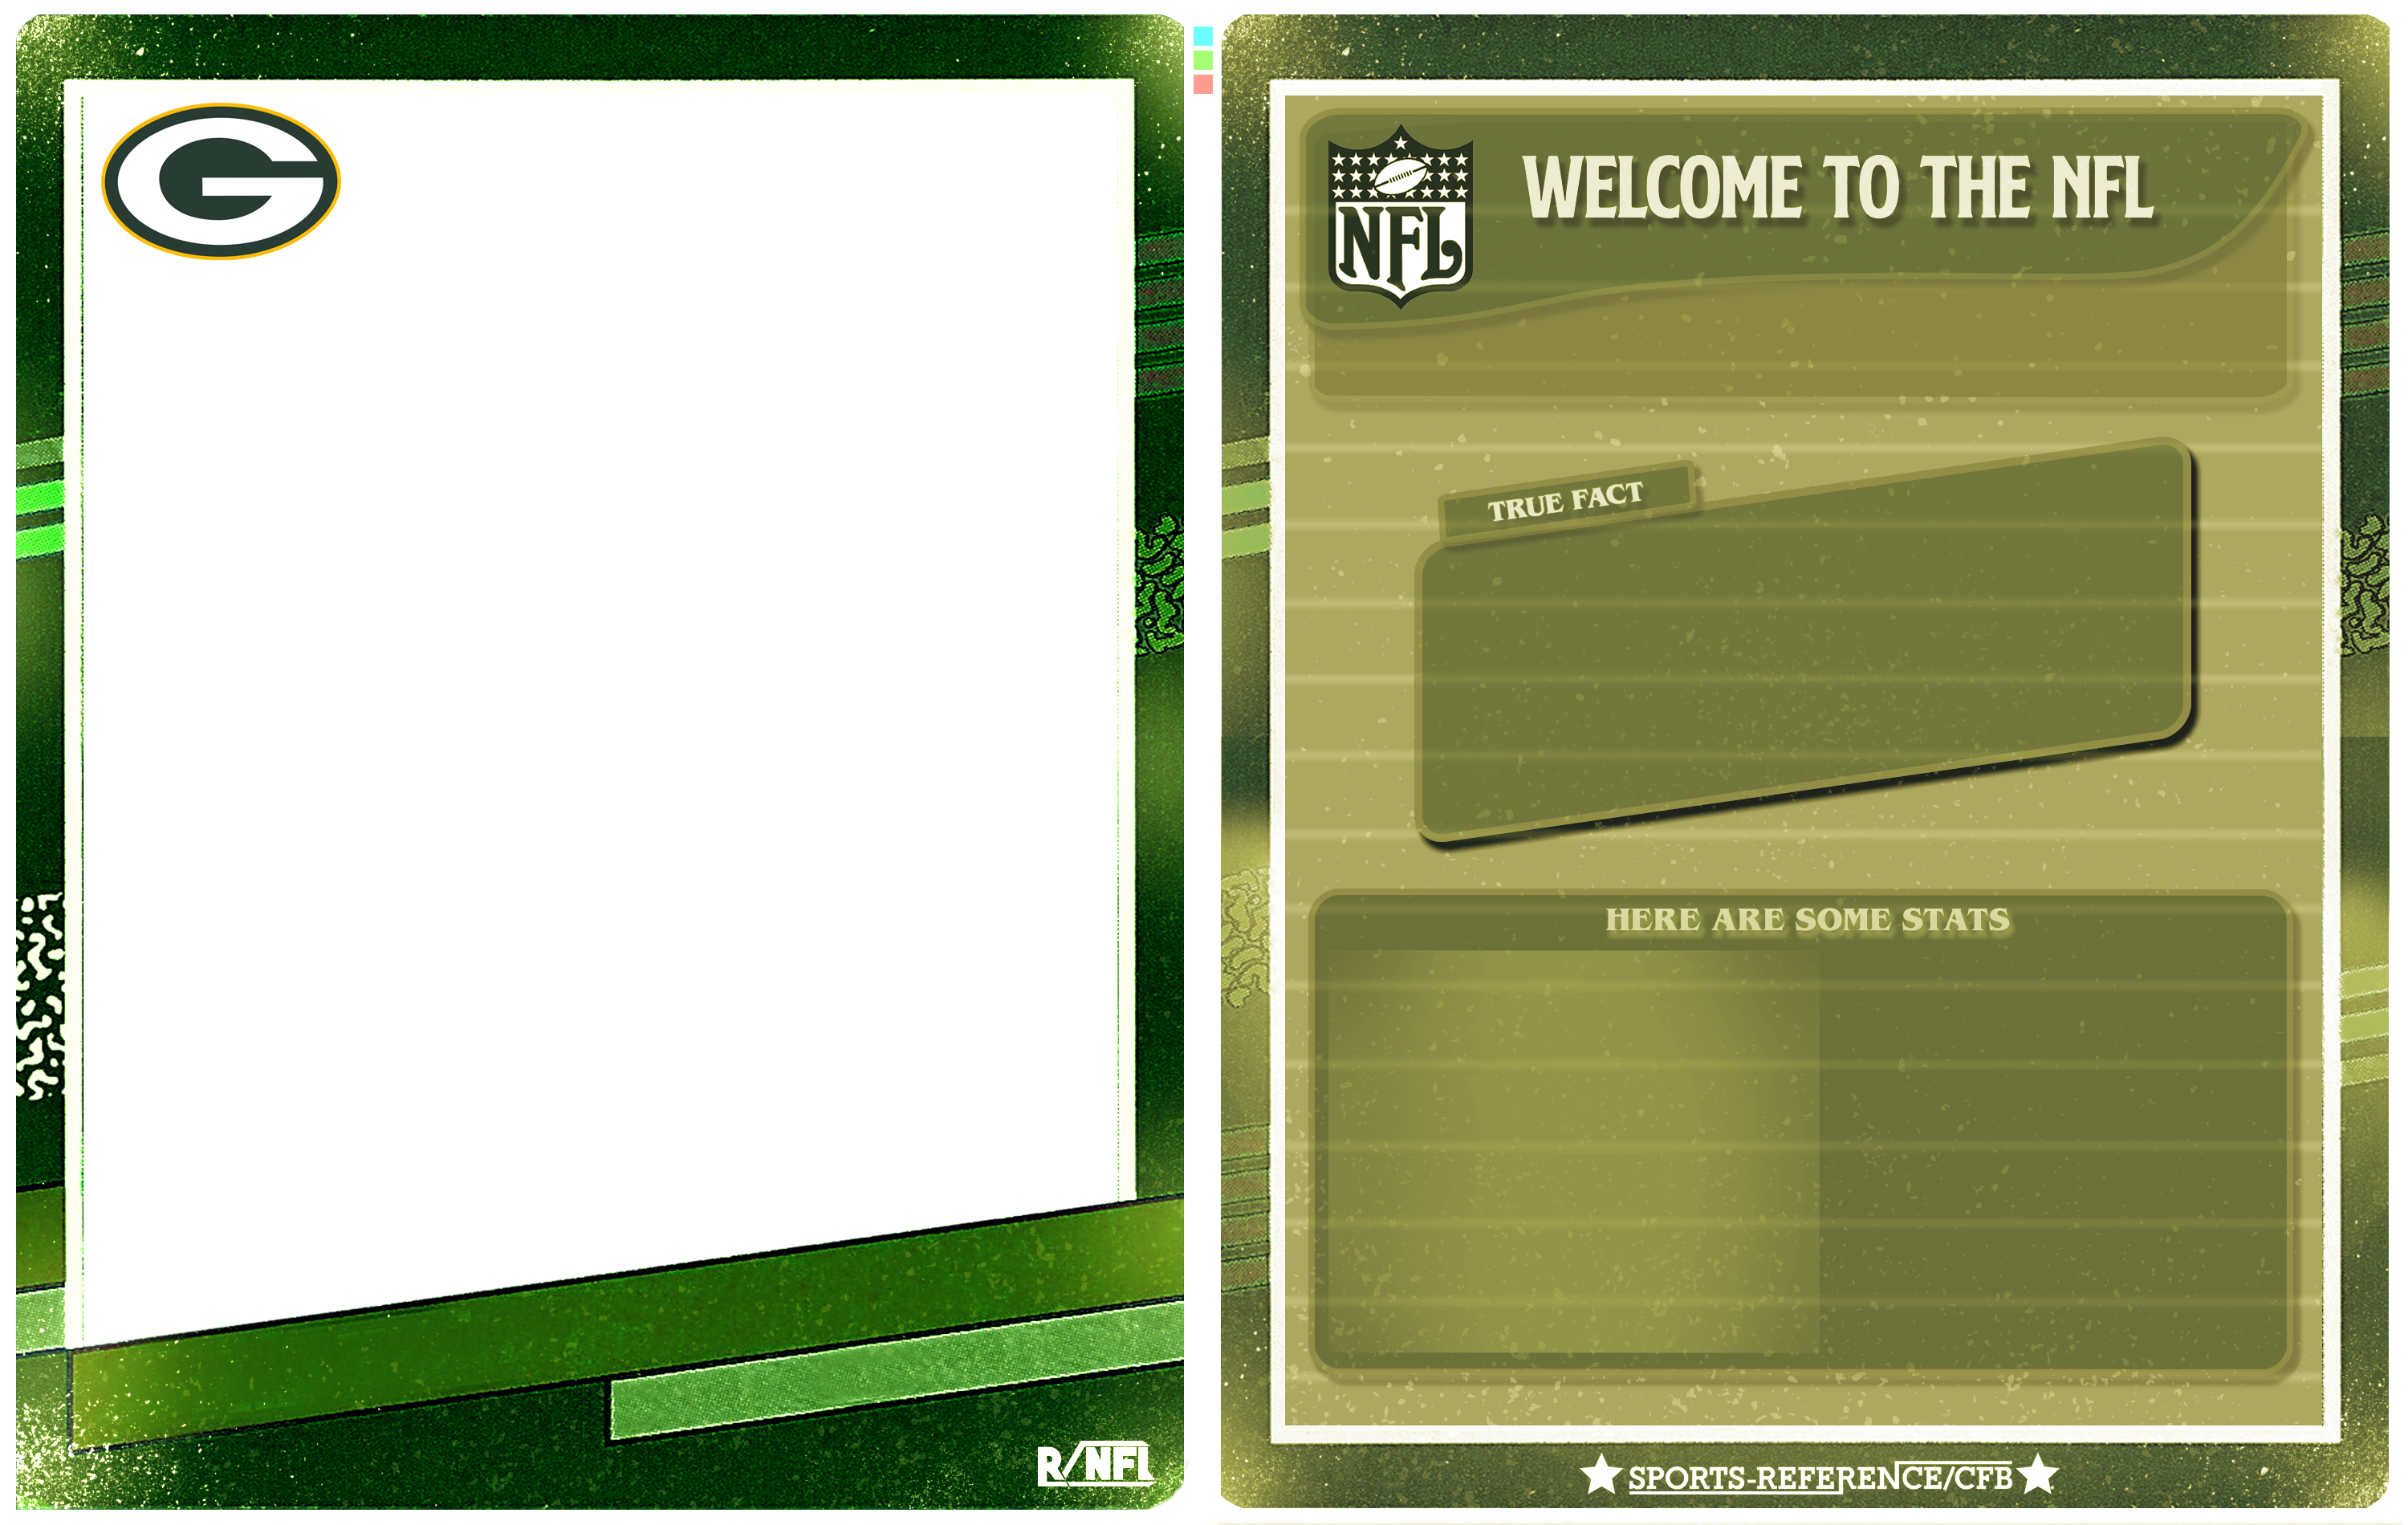 G
R/NFL
NFL
WELCOME TO THE NFL
TRUE FACT
HERE ARE SOME STATS
SPORTS-REFERENCE/CFB